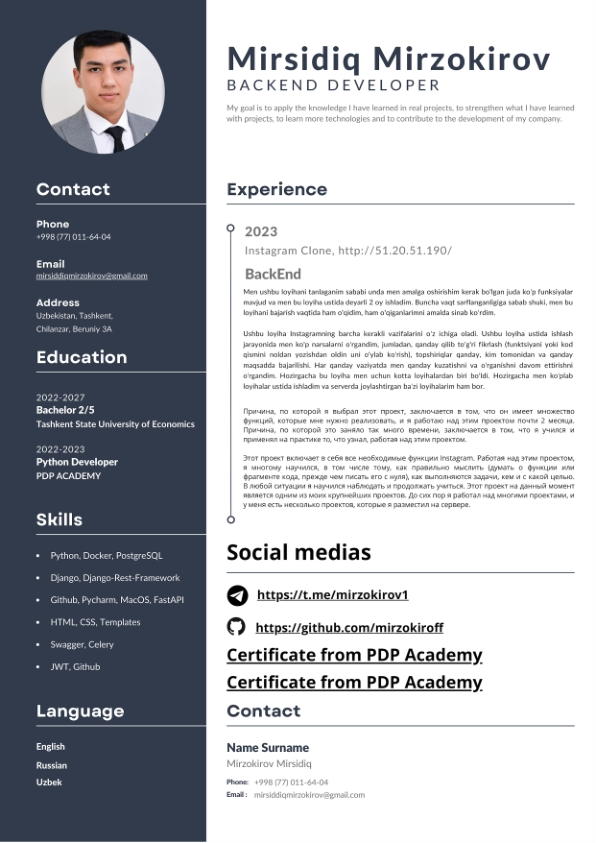 Mirsidiq Mirzokirov
BACKEND DEVELOPER
My goal is to apply the knowledge I have learned in real projects, to strengthen what I have learned
with projects, to learn more technologies and to contribute to the development of my company.
Contact
Phone
+998 (77) 011-64-04
Email
mirsiddiqmirzokirov@gmail.com
Address
Uzbekistan, Tashkent,
Chilanzar, Beruniy 3A
Education
2022-2027
Bachelor 2/5
Tashkent State University of Economics
2022-2023
Python Developer
PDP ACADEMY
Skills
• Python, Docker, PostgreSQL
• Django, Django-Rest-Framework
• Github, Pycharm, MacOS, FastAPI
• HTML, CSS, Templates
• Swagger, Celery
• JWT, Github
Language
English
Russian
Uzbek
Experience
2023
Instagram Clone, http://51.20.51.190/
BackEnd
Men ushbu loyihani tanlaganim sababi unda men amalga oshirishim kerak bo'lgan juda ko'p funksiyalar
mavjud va men bu loyiha ustida deyarli 2 oy ishladim. Buncha vaqt sarflanganligiga sabab shuki, men bu
loyihani bajarish vaqtida ham o'qidim, ham o'qiganlarimni amalda sinab ko'rdim.
Ushbu loyiha Instagramning barcha kerakli vazifalarini o'z ichiga oladi. Ushbu loyiha ustida ishlash
jarayonida men ko'p narsalarni o'rgandim, jumladan, qanday qilib to'g'ri fikrlash (funktsiyani yoki kod
qismini noldan yozishdan oldin uni o'ylab ko'rish), topshiriqlar qanday, kim tomonidan va qanday
maqsadda bajarilishi. Har qanday vaziyatda men qanday kuzatishni va o'rganishni davom ettirishni
o'rgandim. Hozirgacha bu loyiha men uchun kotta loyihalardan biri bo'ldi. Hozirgacha men ko'plab
loyihalar ustida ishladim va serverda joylashtirgan ba'zi loyihalarim ham bor.
Причина, по которой я выбрал этот проект, заключается в том, что он имеет множество
функций, которые мне нужно реализовать, и я работаю над этим проектом почти 2 месяца.
Причина, по которой это заняло так много времени, заключается в том, что я учился и
применял на практике то, что узнал, работая над этим проектом.
Этот проект включает в себя все необходимые функции Instagram. Работая над этим проектом,
я многому научился, в том числе тому, как правильно мыслить (думать о функции или
фрагменте кода, прежде чем писать его с нуля), как выполняются задачи, кем и с какой целью.
В любой ситуации я научился наблюдать и продолжать учиться. Этот проект на данный момент
является одним из моих крупнейших проектов. До сих пор я работал над многими проектами, и
у меня есть несколько проектов, которые я разместил на сервере.
Social medias
https://t.me/mirzokirov1
https://github.com/mirzokiroff
Certificate from PDP Academy
Certificate from PDP Academy
Contact
Name Surname
Mirzokirov Mirsidiq
Phone: +998 (77) 011-64-04
Email : mirsiddiqmirzokirov@gmail.com